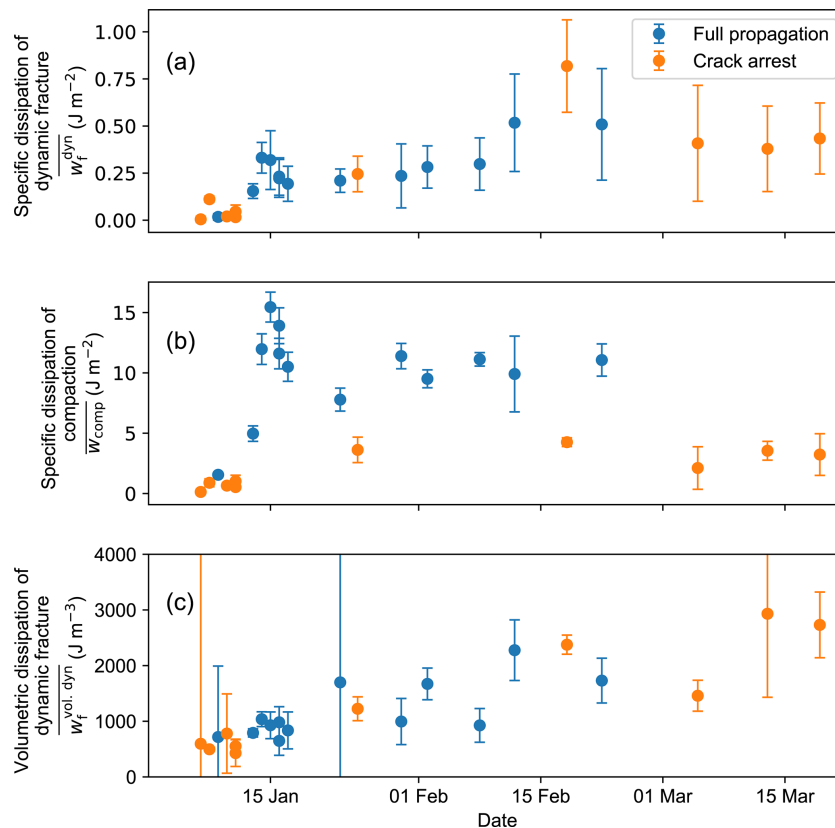 Specific dissipation of
dynamic fracture
w_f^dyn (J m⁻²)
1.00
0.75
0.50
0.25
0.00
(a)
Full propagation
Crack arrest
Specific dissipation of
compaction
w_comp (J m⁻²)
15
10
5
0
(b)
Volumetric dissipation of
dynamic fracture
w_f^vol. dyn (J m⁻³)
4000
3000
2000
1000
0
(c)
15 Jan
01 Feb
15 Feb
01 Mar
15 Mar
Date